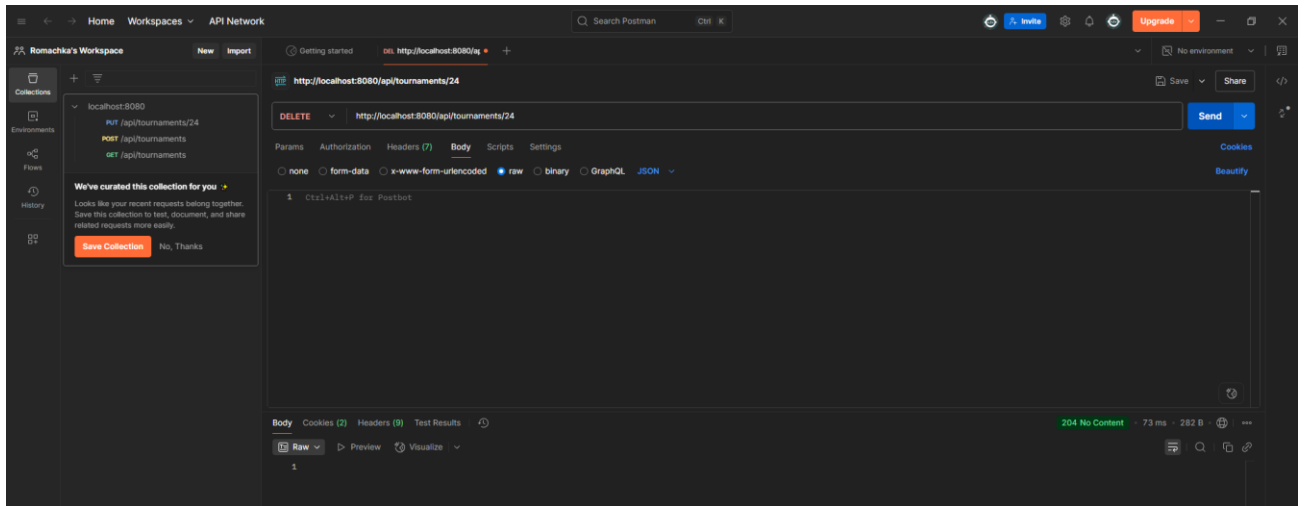 Home Workspaces API Network Search Postman Ctrl K Invite Upgrade
Romachka's Workspace New Import Getting started DEL http://localhost:8080/ap No environment
Collections
http://localhost:8080/api/tournaments/24 Save Share
localhost:8080
PUT /api/tournaments/24
POST /api/tournaments
GET /api/tournaments
DELETE http://localhost:8080/api/tournaments/24 Send
Environments
Params Authorization Headers (7) Body Scripts Settings Cookies
Flows
none form-data x-www-form-urlencoded raw binary GraphQL JSON Beautify
We've curated this collection for you
History
Looks like your recent requests belong together.
Save this collection to test, document, and share
related requests more easily.
Save Collection No, Thanks
1 Ctrl+Alt+P for Postbot
Body Cookies (2) Headers (9) Test Results 204 No Content 73 ms 282 B
Raw Preview Visualize
1